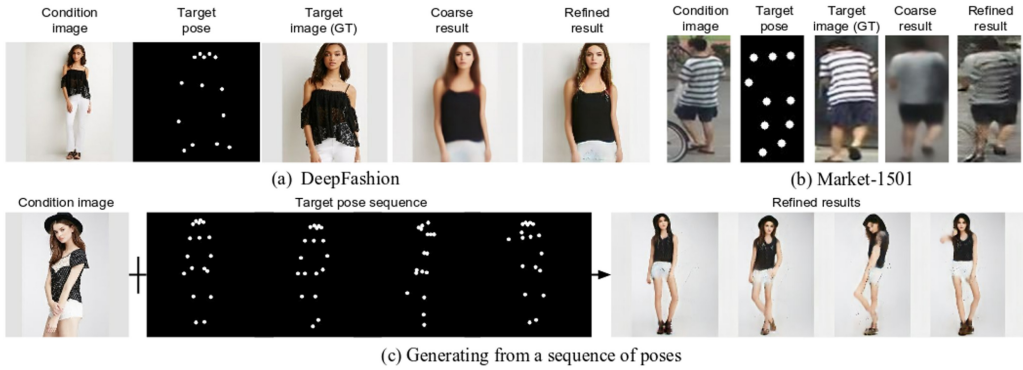 Condition image
Target pose
Target image (GT)
Coarse result
Refined result
(a) DeepFashion
Condition image
Target pose
Target image (GT)
Coarse result
Refined result
(b) Market-1501
Condition image
Target pose sequence
Refined results
(c) Generating from a sequence of poses